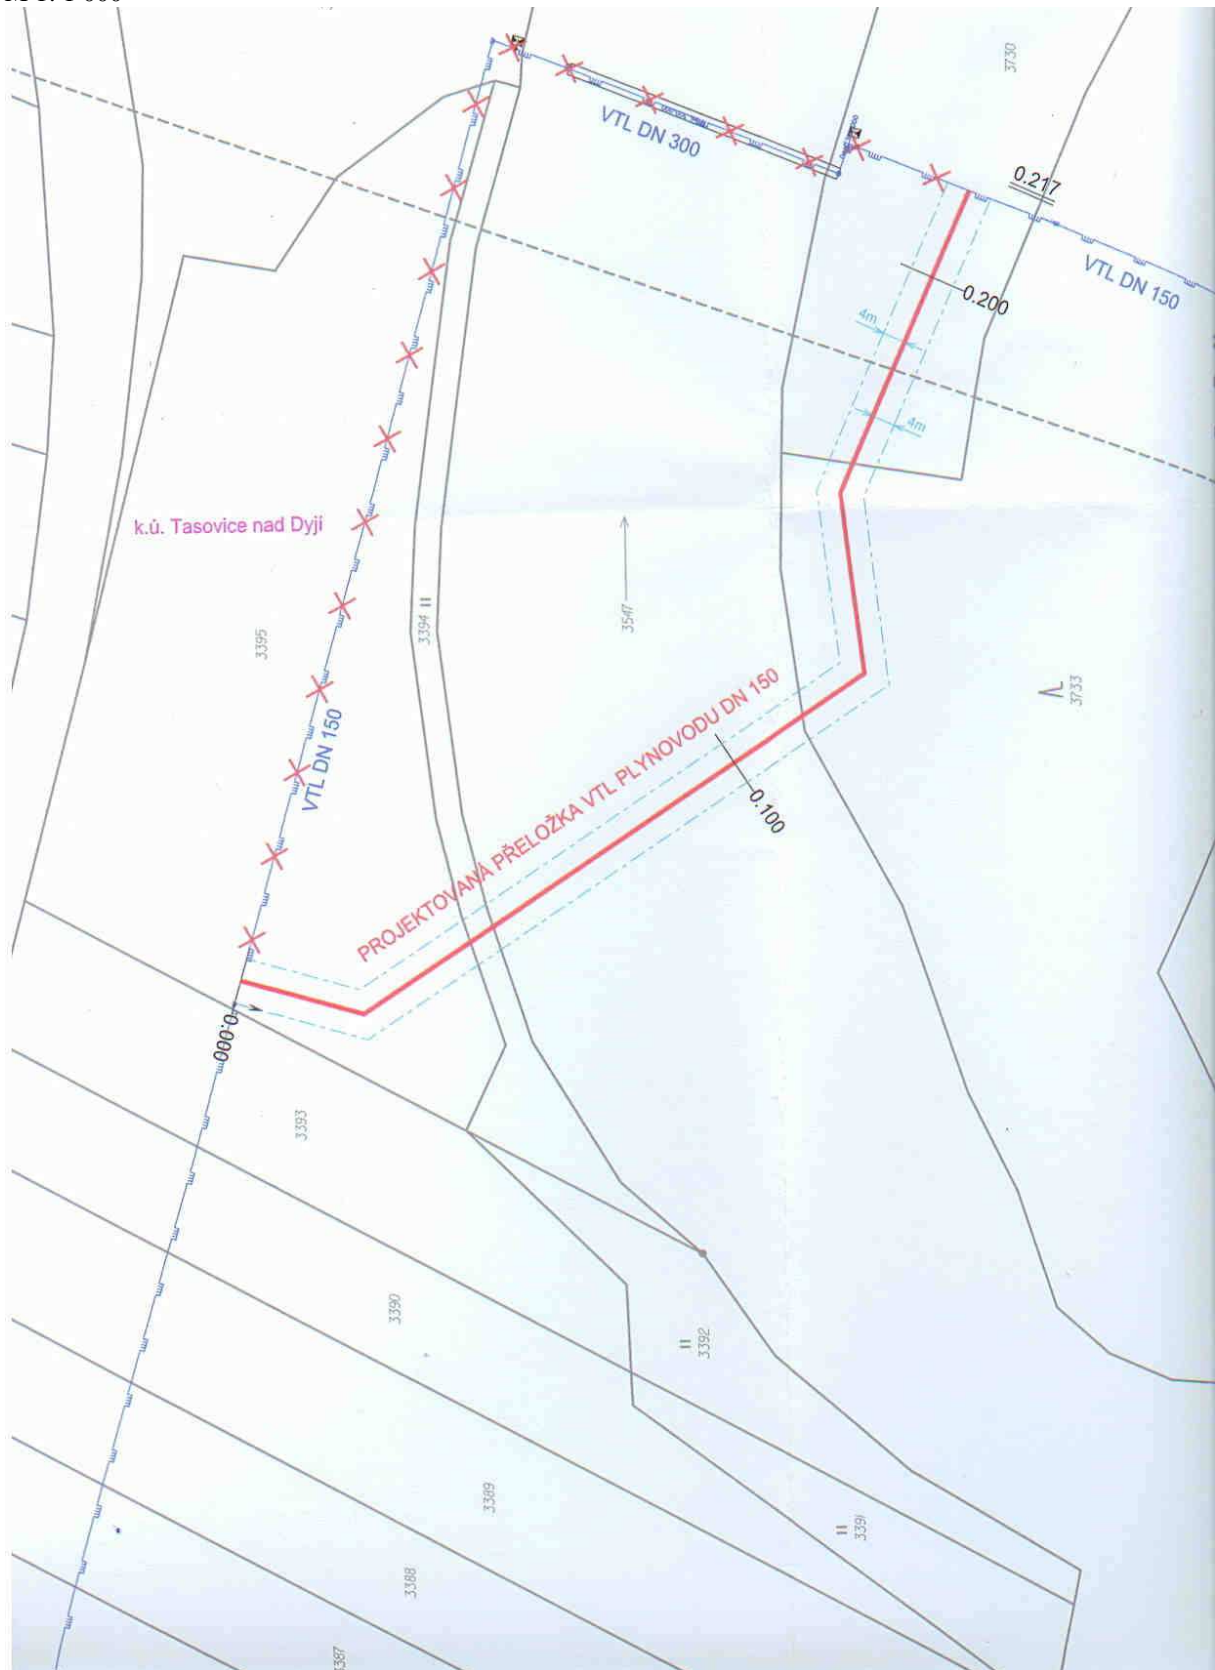 3730
VTL DN 300
0.217
VTL DN 150
0.200
4m
4m
k.ú. Tasovice nad Dyjí
3395
3394
3547
3733
VTL DN 150
PROJEKTOVANÁ PŘELOŽKA VTL PLYNOVODU DN 150
0.100
0.000
3393
3390
3392
3389
3391
3388
3387